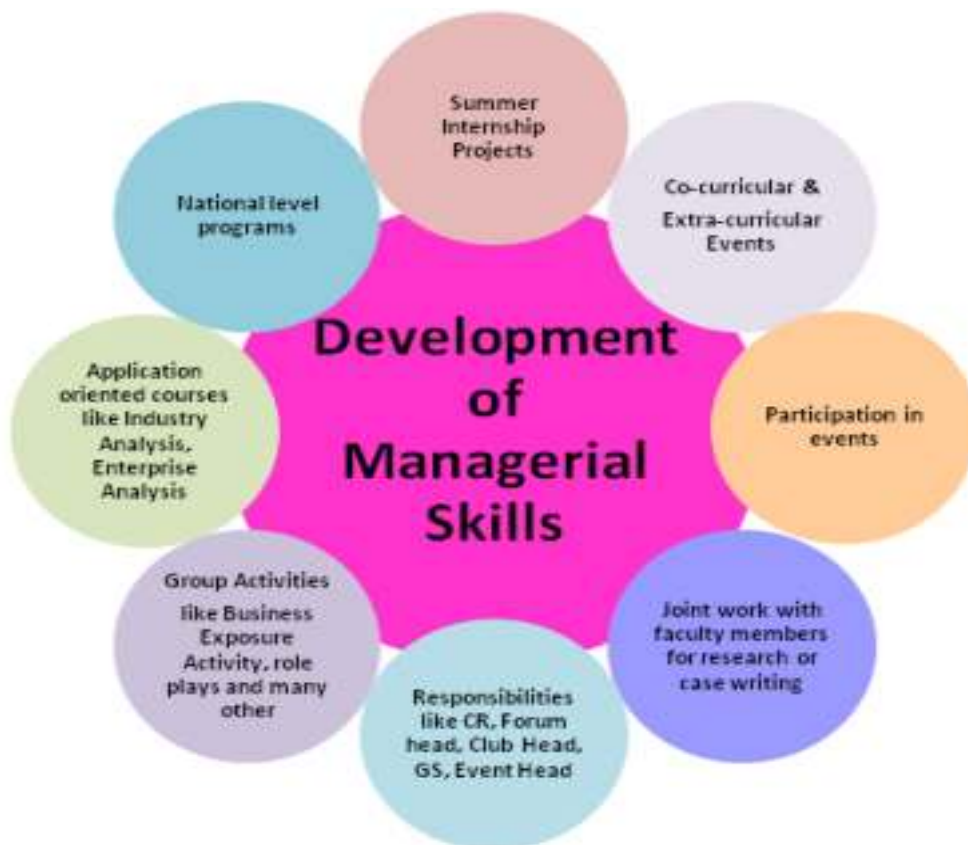 Summer
Internship
Projects
Co-curricular &
Extra-curricular
Events
Participation in
events
Joint work with
faculty members
for research or
case writing
Responsibilities
like CR, Forum
head, Club Head,
GS, Event Head
Group Activities
like Business
Exposure
Activity, role
plays and many
other
Application
oriented courses
like Industry
Analysis,
Enterprise
Analysis
National level
programs
Development
of
Managerial
Skills